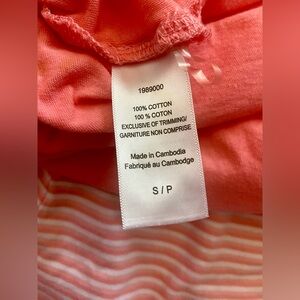 1989000
100% COTTON
100 % COTON
EXCLUSIVE OF TRIMMING/
GARNITURE NON COMPRISE
Made in Cambodia
Fabriqué au Cambodge
S / P